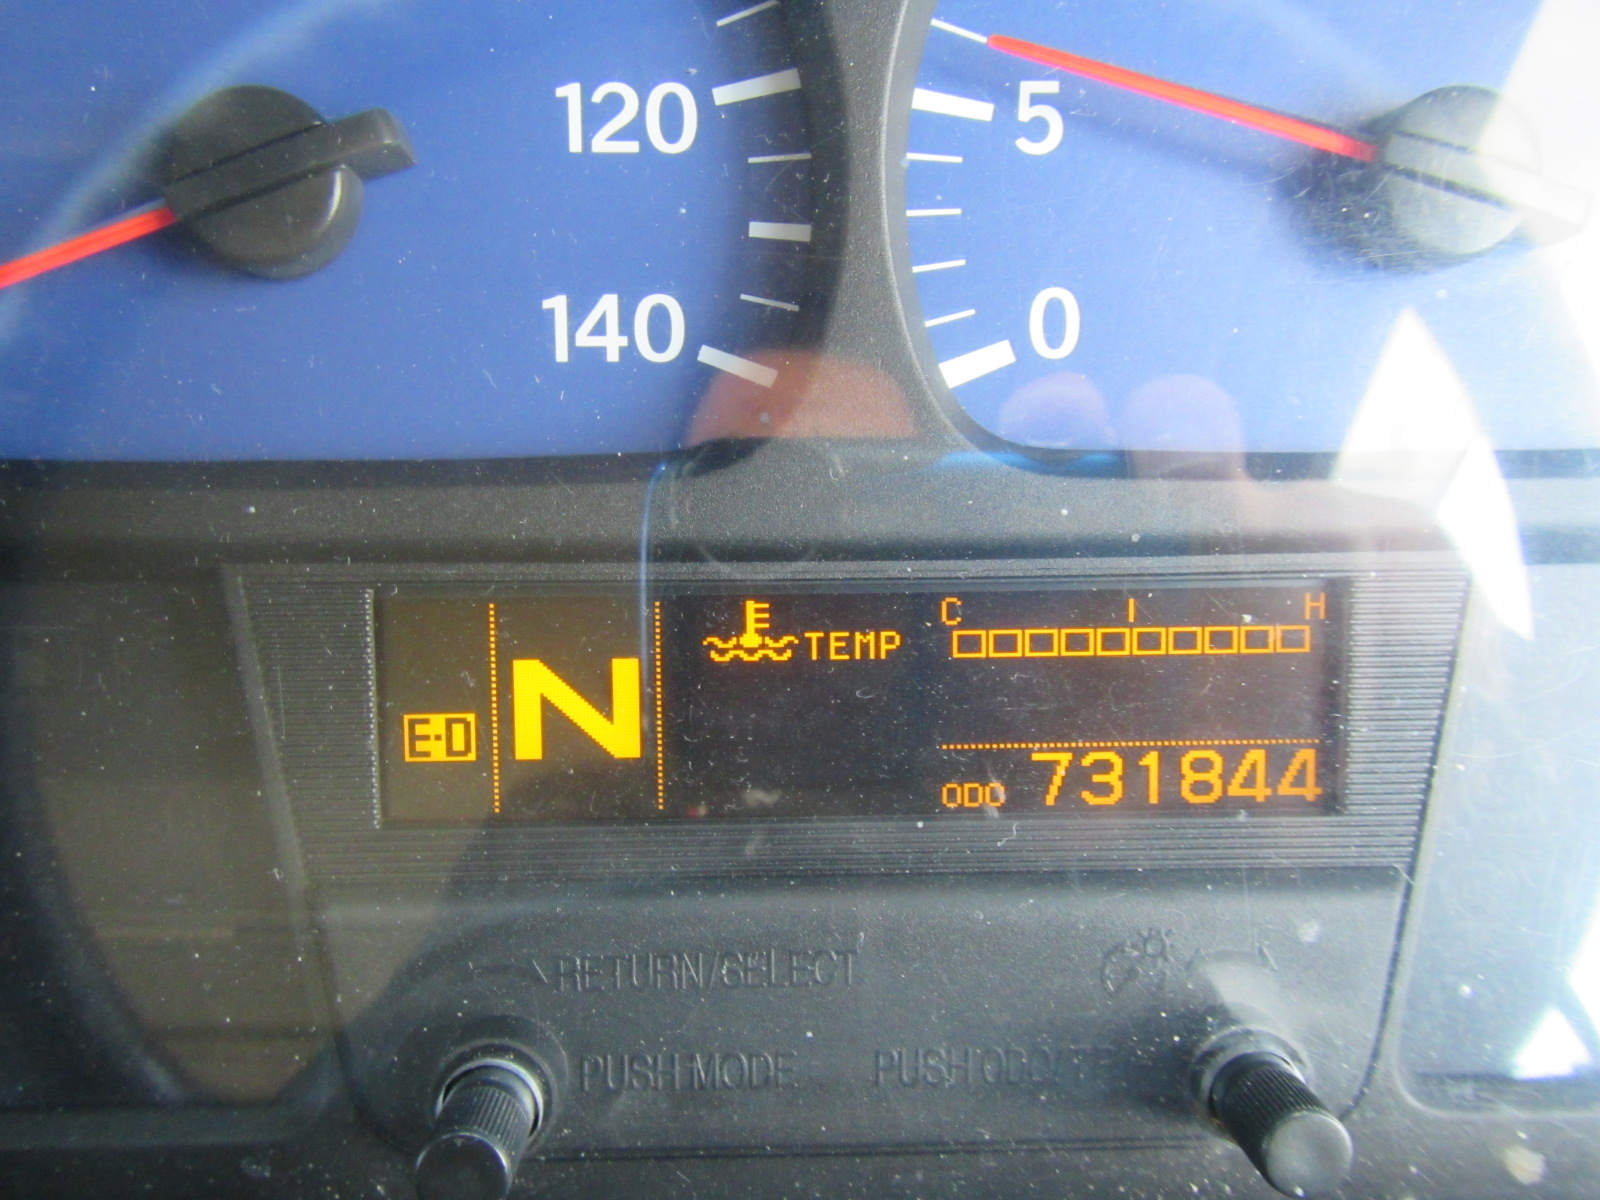 120
5
140
0
E
TEMP
C
H
E-D
N
ODO 731844
RETURN/SELECT
PUSH MODE
PUSH ODO/